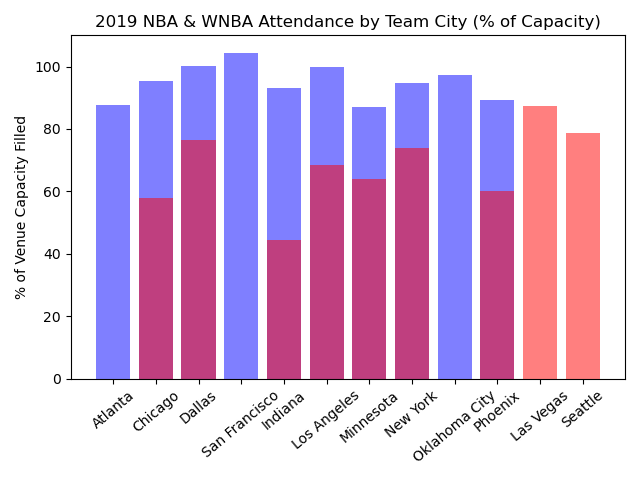 2019 NBA & WNBA Attendance by Team City (% of Capacity)
% of Venue Capacity Filled
100
80
60
40
20
0
Atlanta
Chicago
Dallas
San Francisco
Indiana
Los Angeles
Minnesota
New York
Oklahoma City
Phoenix
Las Vegas
Seattle